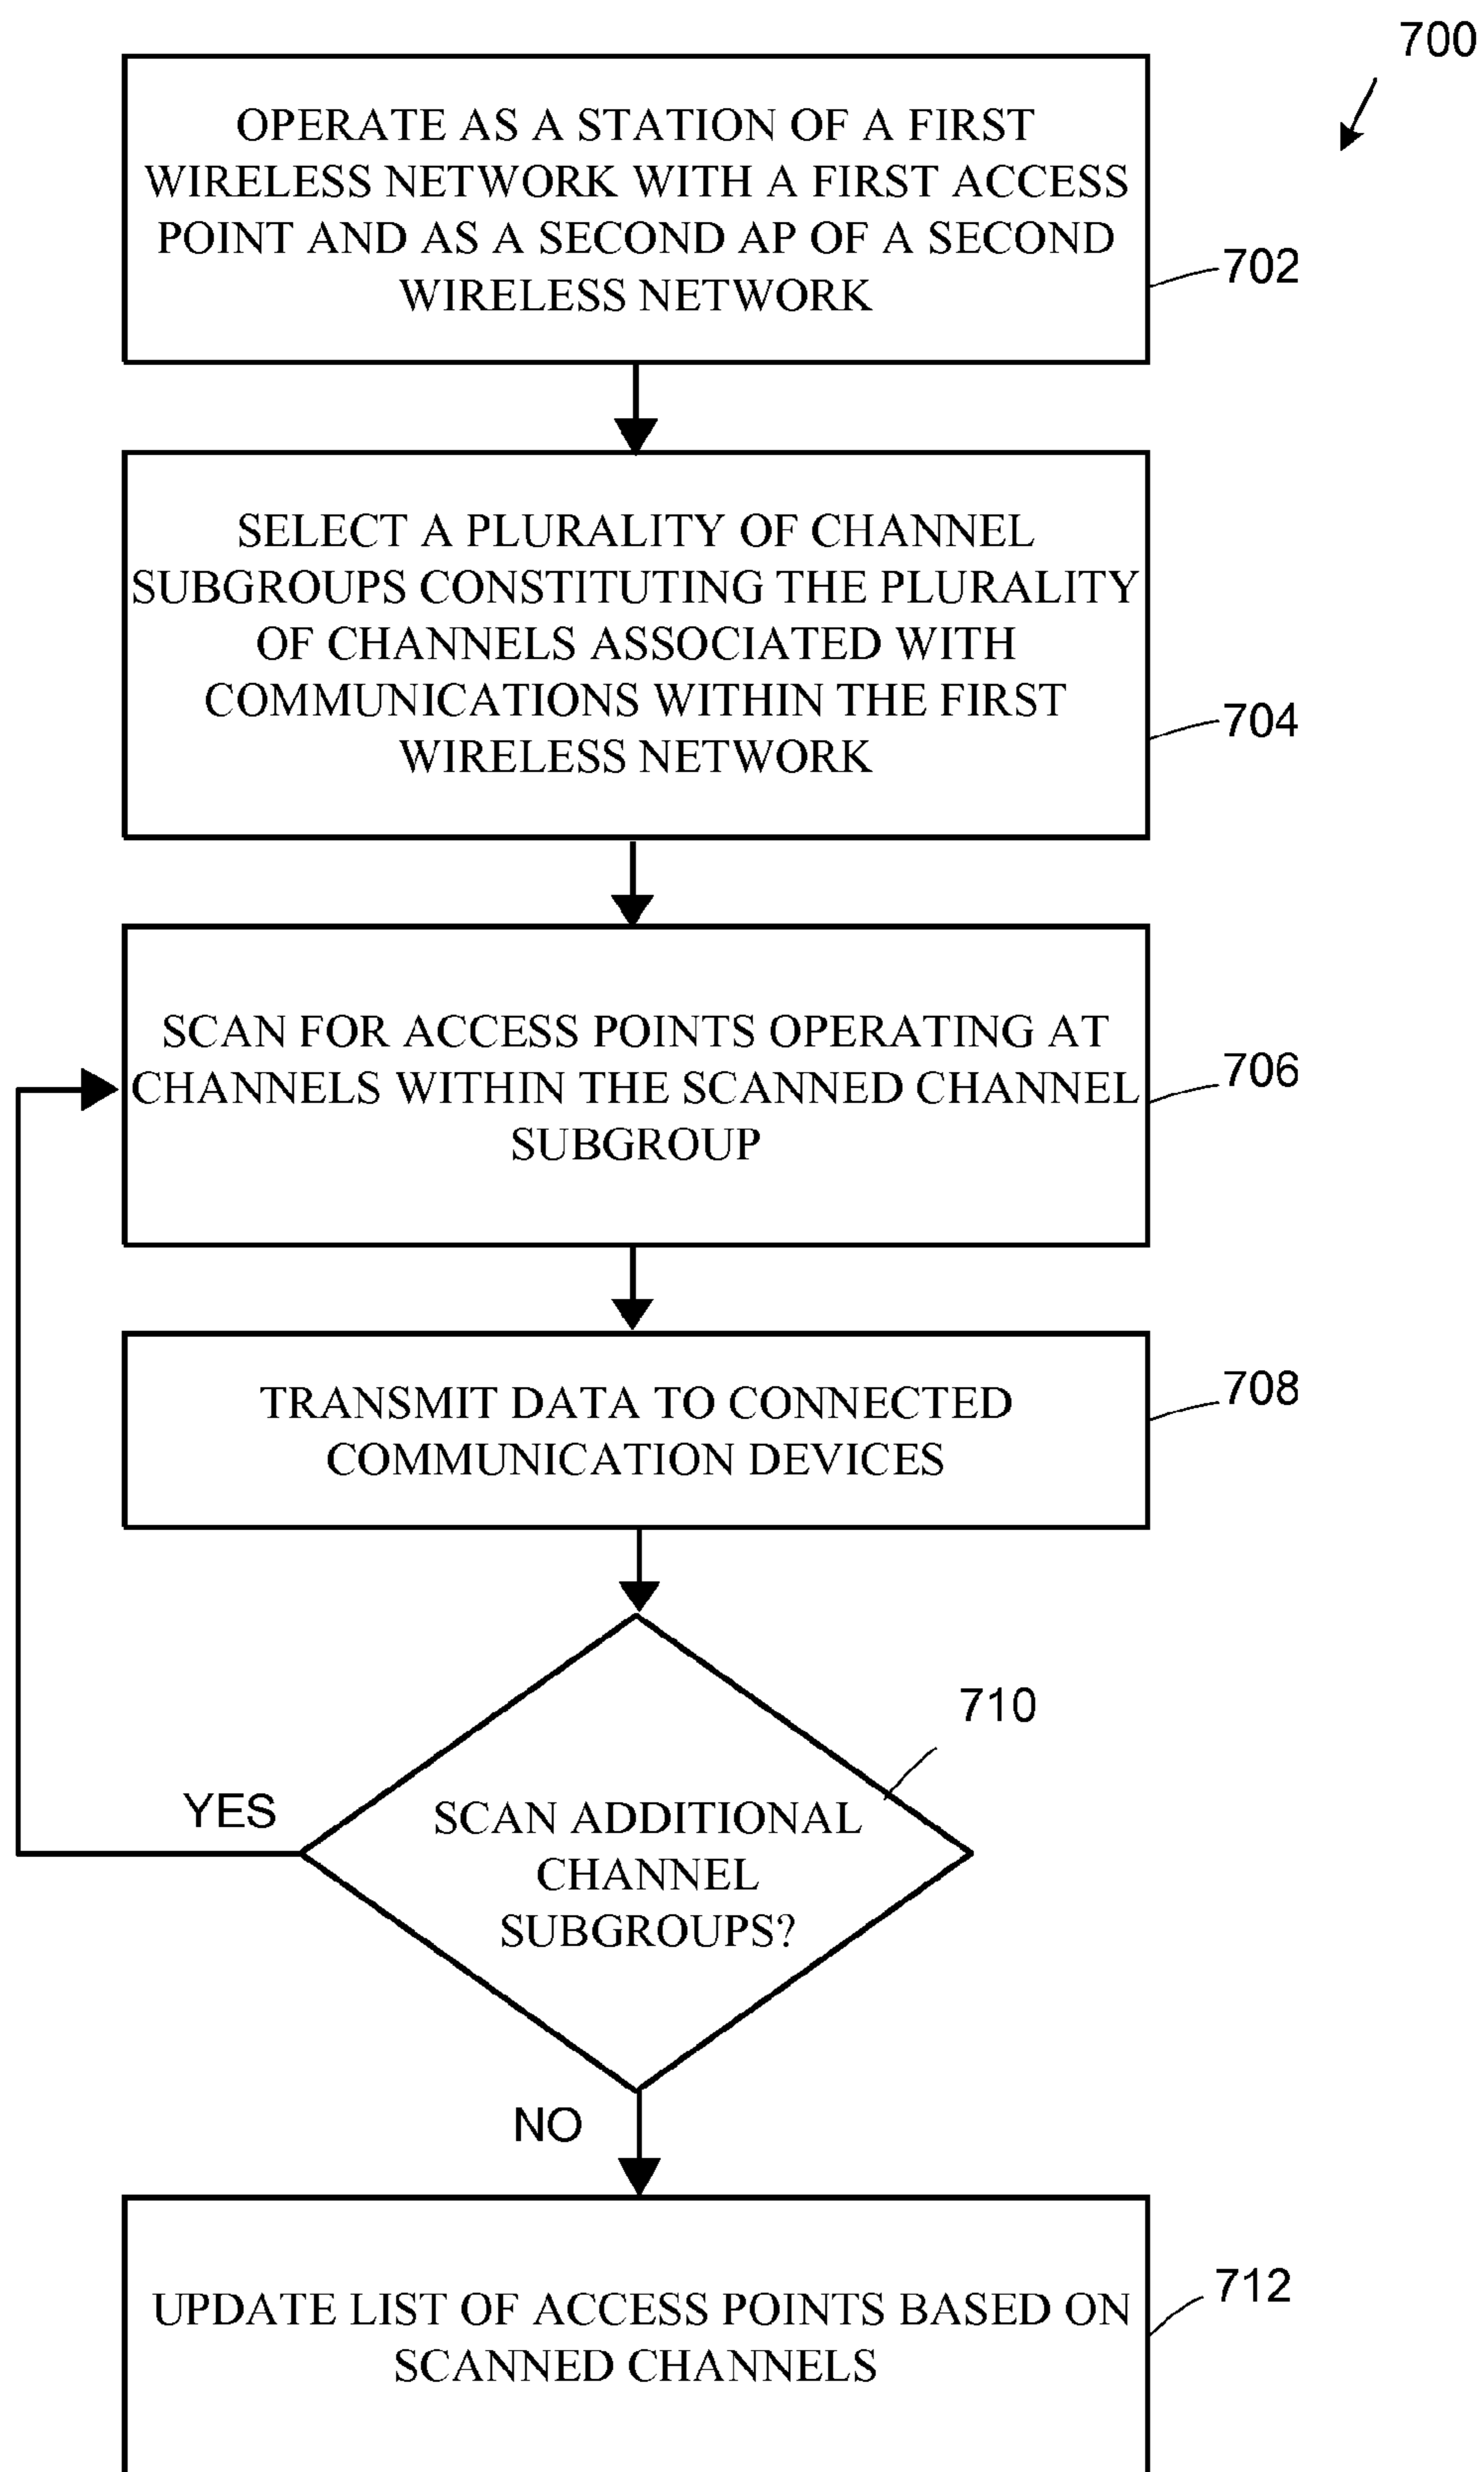 700
OPERATE AS A STATION OF A FIRST
WIRELESS NETWORK WITH A FIRST ACCESS
POINT AND AS A SECOND AP OF A SECOND
WIRELESS NETWORK
702
SELECT A PLURALITY OF CHANNEL
SUBGROUPS CONSTITUTING THE PLURALITY
OF CHANNELS ASSOCIATED WITH
COMMUNICATIONS WITHIN THE FIRST
WIRELESS NETWORK
704
SCAN FOR ACCESS POINTS OPERATING AT
CHANNELS WITHIN THE SCANNED CHANNEL
SUBGROUP
706
TRANSMIT DATA TO CONNECTED
COMMUNICATION DEVICES
708
710
YES
SCAN ADDITIONAL
CHANNEL
SUBGROUPS?
NO
UPDATE LIST OF ACCESS POINTS BASED ON
SCANNED CHANNELS
712